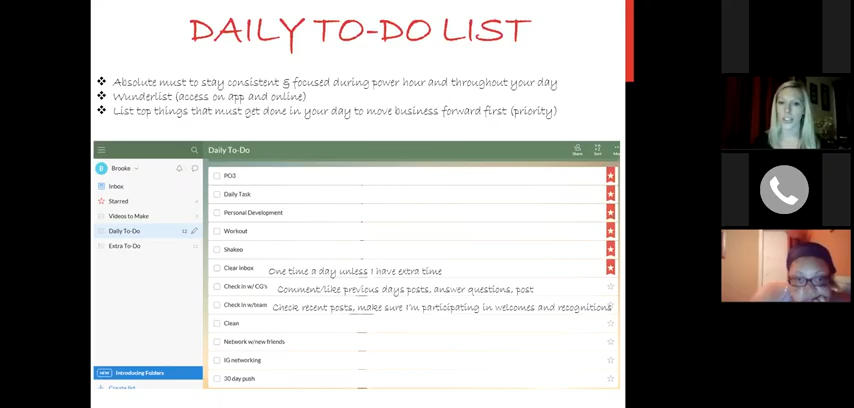 DAILY TO-DO LIST
Absolute must to stay consistent & focused during power hour and throughout your day
Wunderlist (access on app and online)
List top things that must get done in your day to move business forward first (priority)
Daily To-Do
Share
Sort
Brooke
Inbox
Starred
Videos to Make
Daily To-Do 12
Extra To-Do
NEW Introducing Folders
Create list
PO3
Daily Task
Personal Development
Workout
Shakeo
Clear Inbox One time a day unless I have extra time
Check in w/ CG's Comment/like previous days posts, answer questions, post
Check in w/team Check recent posts, make sure I'm participating in welcomes and recognitions
Clean
Network w/new friends
IG networking
30 day push